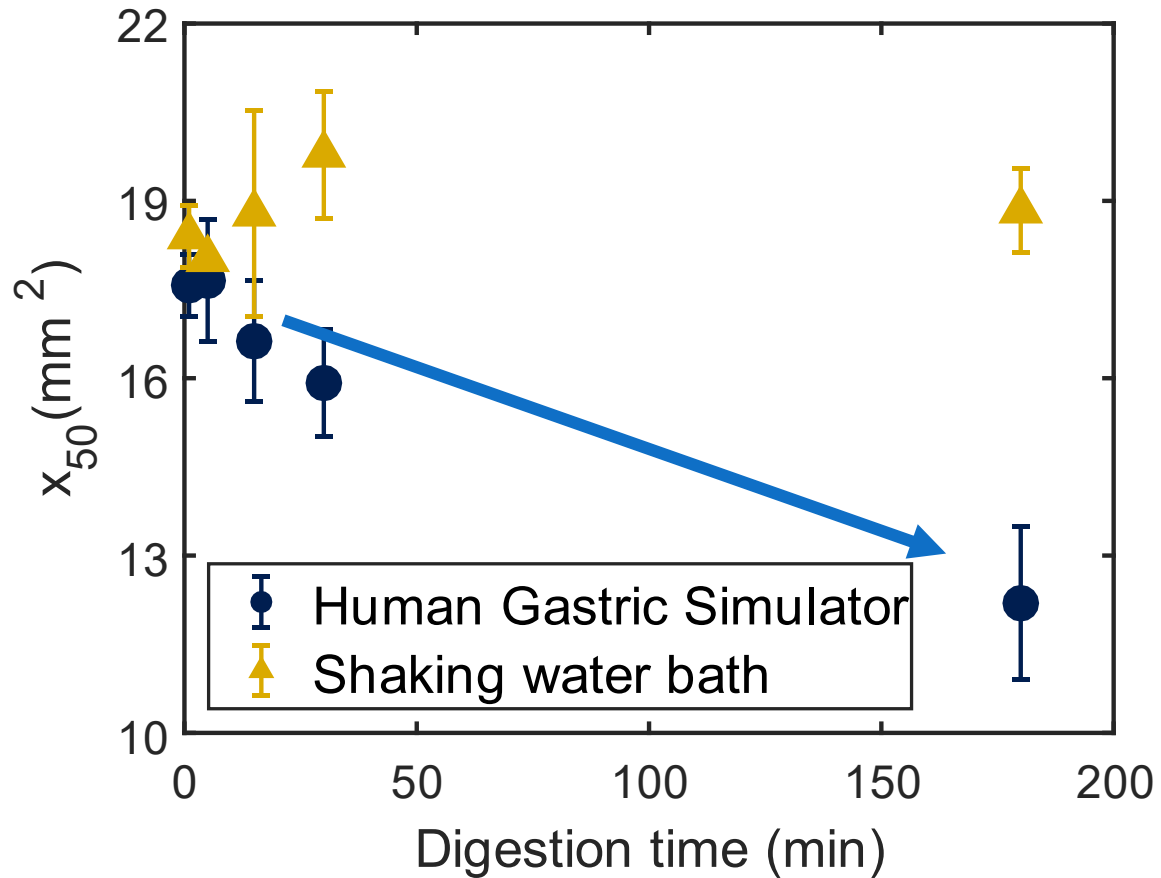 22
19
16
13
10
x50(mm 2)
Human Gastric Simulator
Shaking water bath
0 50 100 150 200
Digestion time (min)